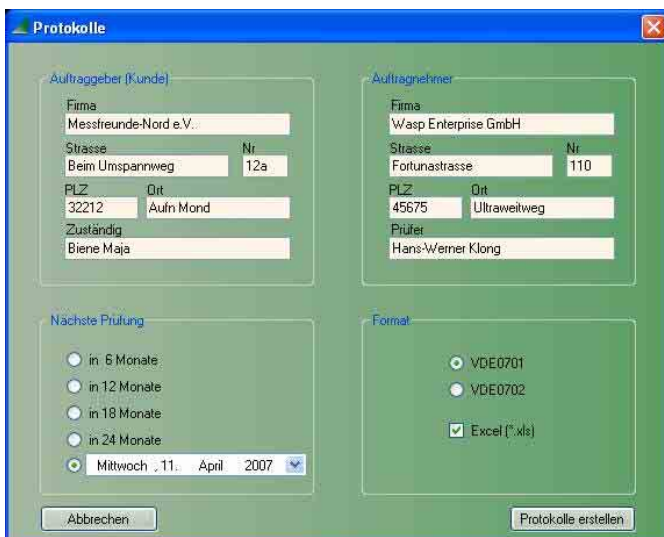 Protokolle
Auftraggeber (Kunde)
Firma
Messfreunde-Nord e.V.
Strasse Nr
Beim Umspannweg 12a
PLZ Ort
32212 Aufn Mond
Zuständig
Biene Maja
Auftragnehmer
Firma
Wasp Enterprise GmbH
Strasse Nr
Fortunastrasse 110
PLZ Ort
45675 Ultraweitweg
Prüfer
Hans-Werner Klong
Nächste Prüfung
in 6 Monate
in 12 Monate
in 18 Monate
in 24 Monate
Mittwoch , 11. April 2007
Format
VDE0701
VDE0702
Excel (*.xls)
Abbrechen
Protokolle erstellen